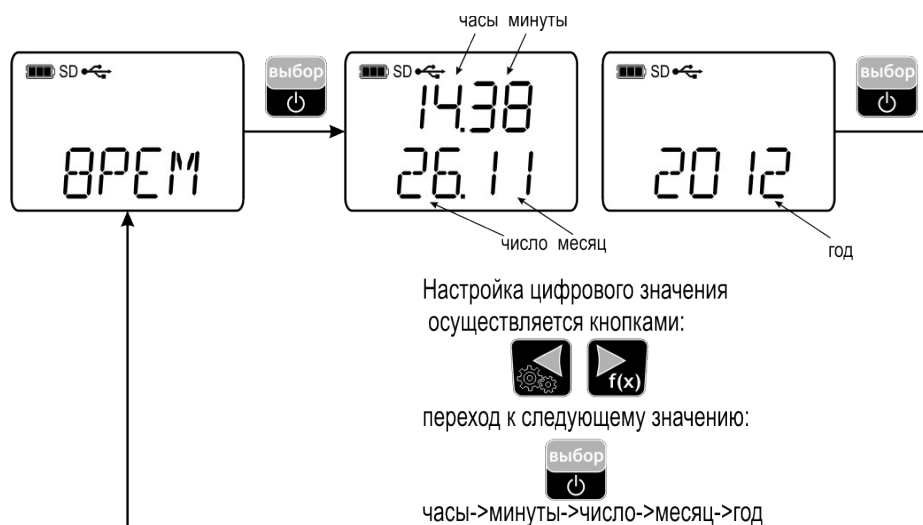 часы минуты
SD
выбор
SD
SD
выбор
14.38
8РЕМ
26.11
2012
число месяц
год
Настройка цифрового значения
осуществляется кнопками:
f(x)
переход к следующему значению:
выбор
часы->минуты->число->месяц->год